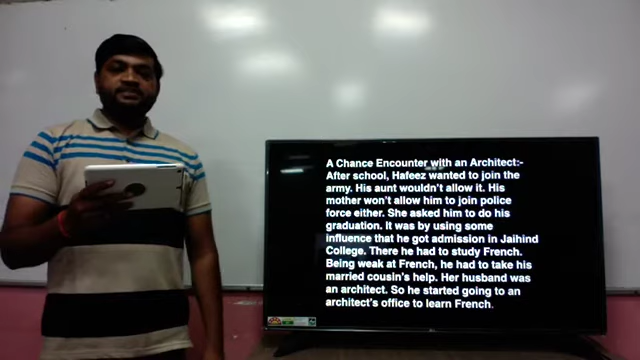 A Chance Encounter with an Architect:-
After school, Hafeez wanted to join the
army. His aunt wouldn't allow it. His
mother won't allow him to join police
force either. She asked him to do his
graduation. It was by using some
influence that he got admission in Jaihind
College. There he had to study French.
Being weak at French, he had to take his
married cousin's help. Her husband was
an architect. So he started going to an
architect's office to learn French.